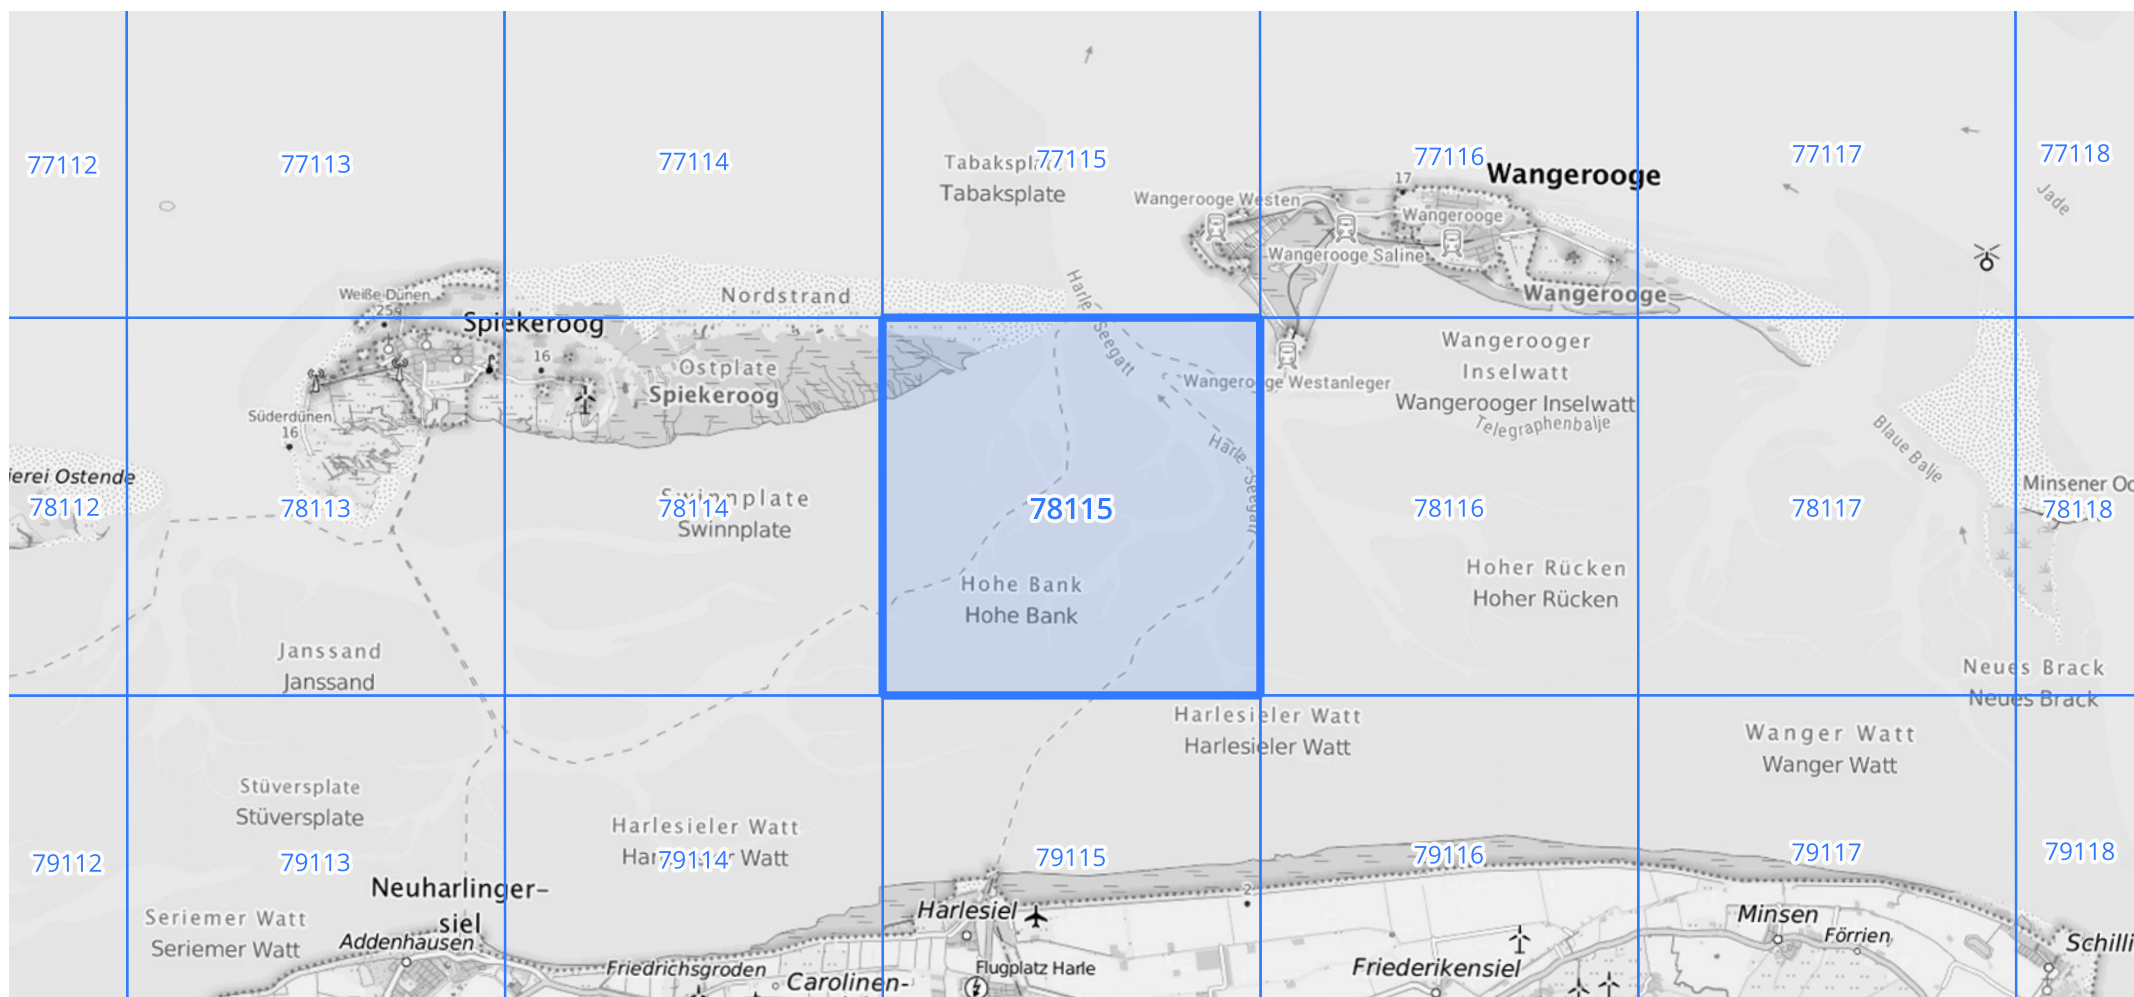 77112
77113
77114
77115
77116
77117
77118
Tabaksplate
Wangerooge
17
Wangerooge Westen
Wangerooge
Wangerooge Saline
Wangerooge
Jade
Weiße Dünen
25
Nordstrand
Harle
Seegatt
Spiekeroog
16
Ostplate
Spiekeroog
Süderdünen
16
Wangerooge Westanleger
Wangerooger
Inselwatt
Wangerooger Inselwatt
Telegraphenbalje
Blaue Balje
Harle
Seegatt
ierei Ostende
Minsener Oo
78112
78113
Swinnplate
78114
Swinnplate
78115
78116
78117
78118
Hohe Bank
Hohe Bank
Hoher Rücken
Hoher Rücken
Janssand
Janssand
Neues Brack
Neues Brack
Harlesieler Watt
Harlesieler Watt
Wanger Watt
Wanger Watt
Stüversplate
Stüversplate
Harlesieler Watt
79112
79113
79114
79115
79116
79117
79118
Neuharlinger-
siel
Seriemer Watt
Seriemer Watt
Addenhausen
Friedrichsgroden
Carolinen-
Harlesiel
Flugplatz Harle
2
Friederikensiel
Minsen
Förrien
Schilli